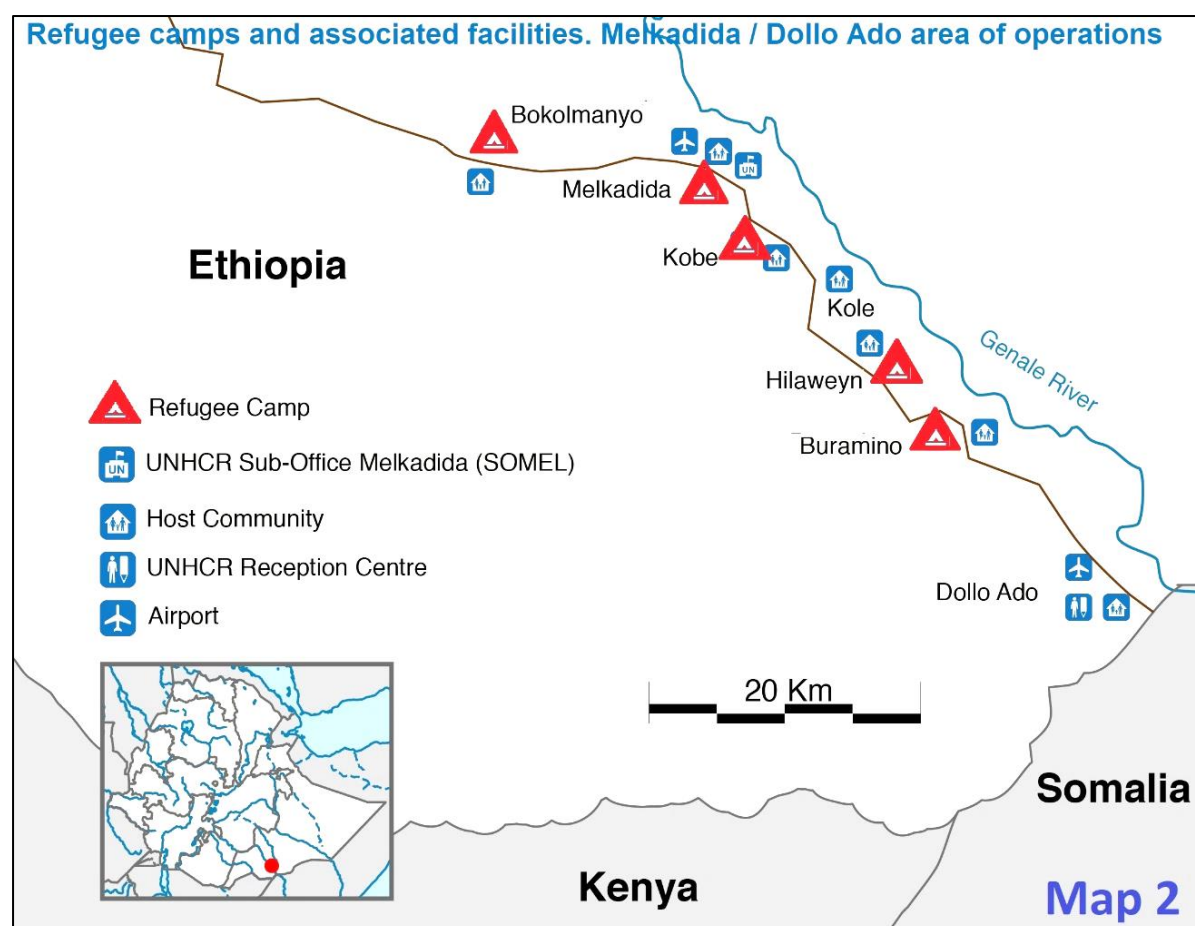 Refugee camps and associated facilities. Melkadida / Dollo Ado area of operations
Bokolmanyo
UN
Melkadida
Ethiopia
Kobe
Kole
Genale River
Hilaweyn
Refugee Camp
Buramino
UN
UNHCR Sub-Office Melkadida (SOMEL)
Host Community
UNHCR Reception Centre
Dollo Ado
Airport
20 Km
Somalia
Kenya
Map 2